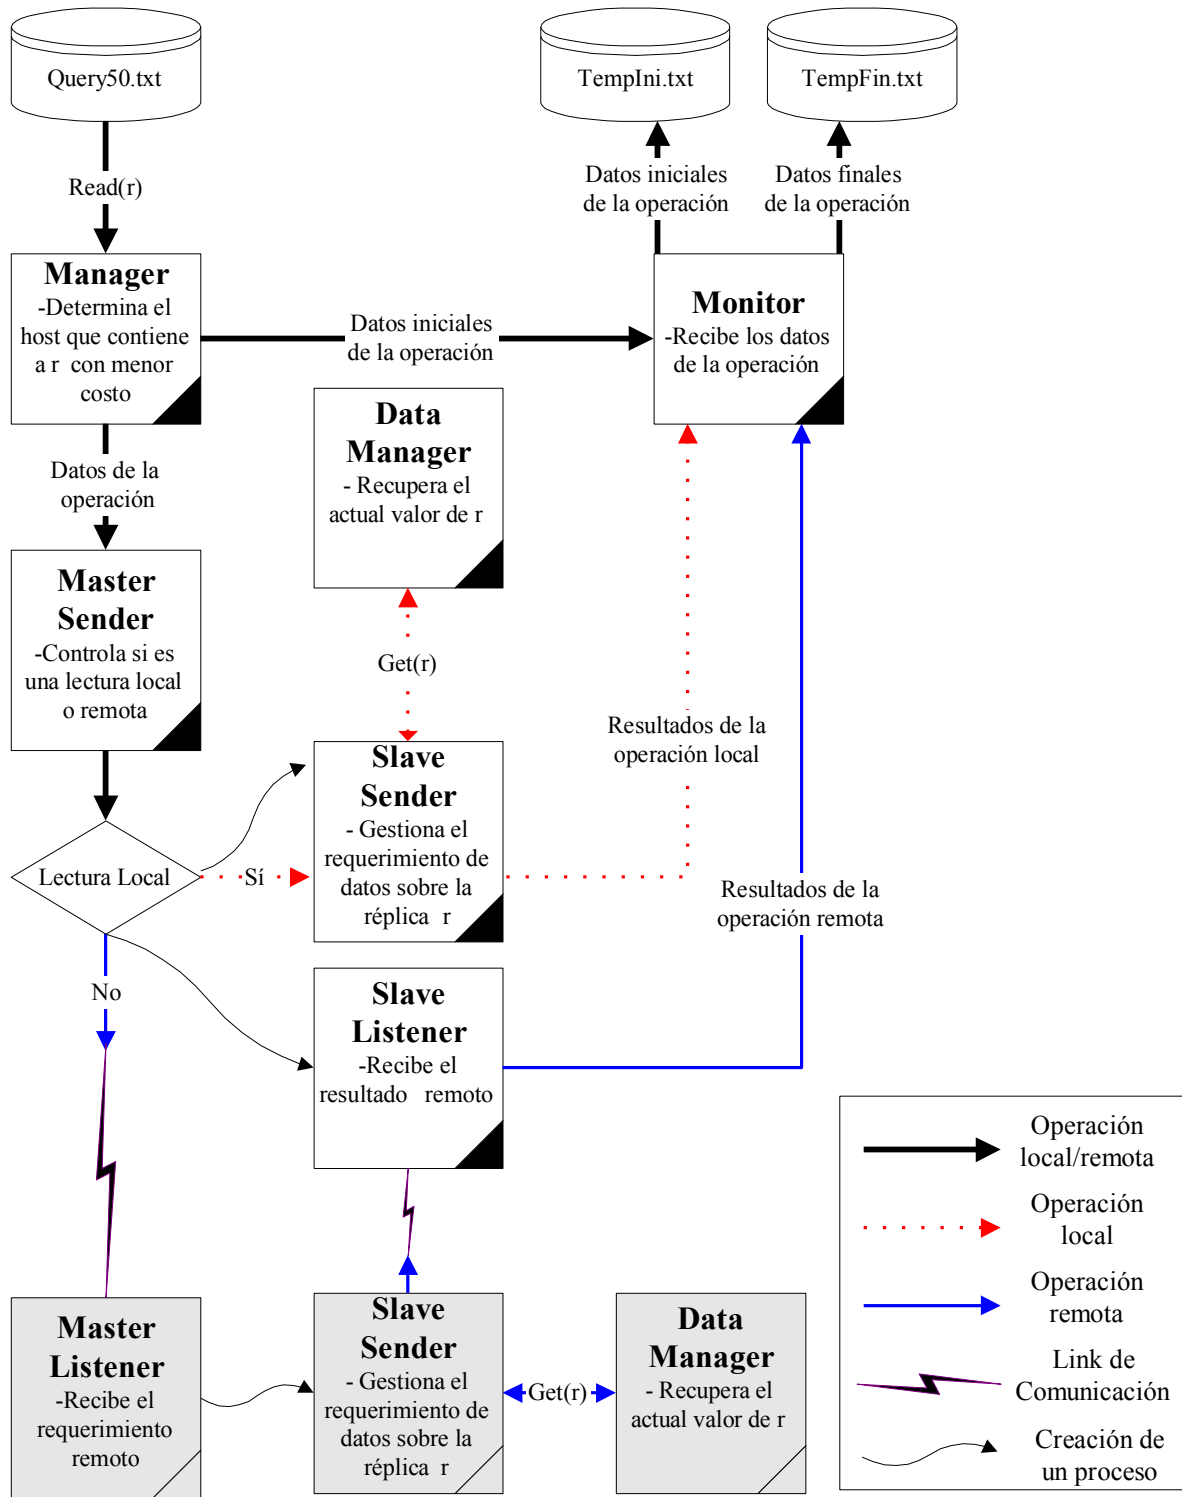 Query50.txt
TempIni.txt
TempFin.txt
Read(r)
Datos iniciales
de la operación
Datos finales
de la operación
Manager
-Determina el
host que contiene
a r con menor
costo
Datos iniciales
de la operación
Monitor
-Recibe los datos
de la operación
Data
Manager
- Recupera el
actual valor de r
Datos de la
operación
Master
Sender
-Controla si es
una lectura local
o remota
Get(r)
Resultados de la
operación local
Slave
Sender
- Gestiona el
requerimiento de
datos sobre la
réplica r
Lectura Local
Sí
Resultados de la
operación remota
No
Slave
Listener
-Recibe el
resultado remoto
Master
Listener
-Recibe el
requerimiento
remoto
Slave
Sender
- Gestiona el
requerimiento de
datos sobre la
réplica r
Get(r)
Data
Manager
- Recupera el
actual valor de r
Operación
local/remota
Operación
local
Operación
remota
Link de
Comunicación
Creación de
un proceso